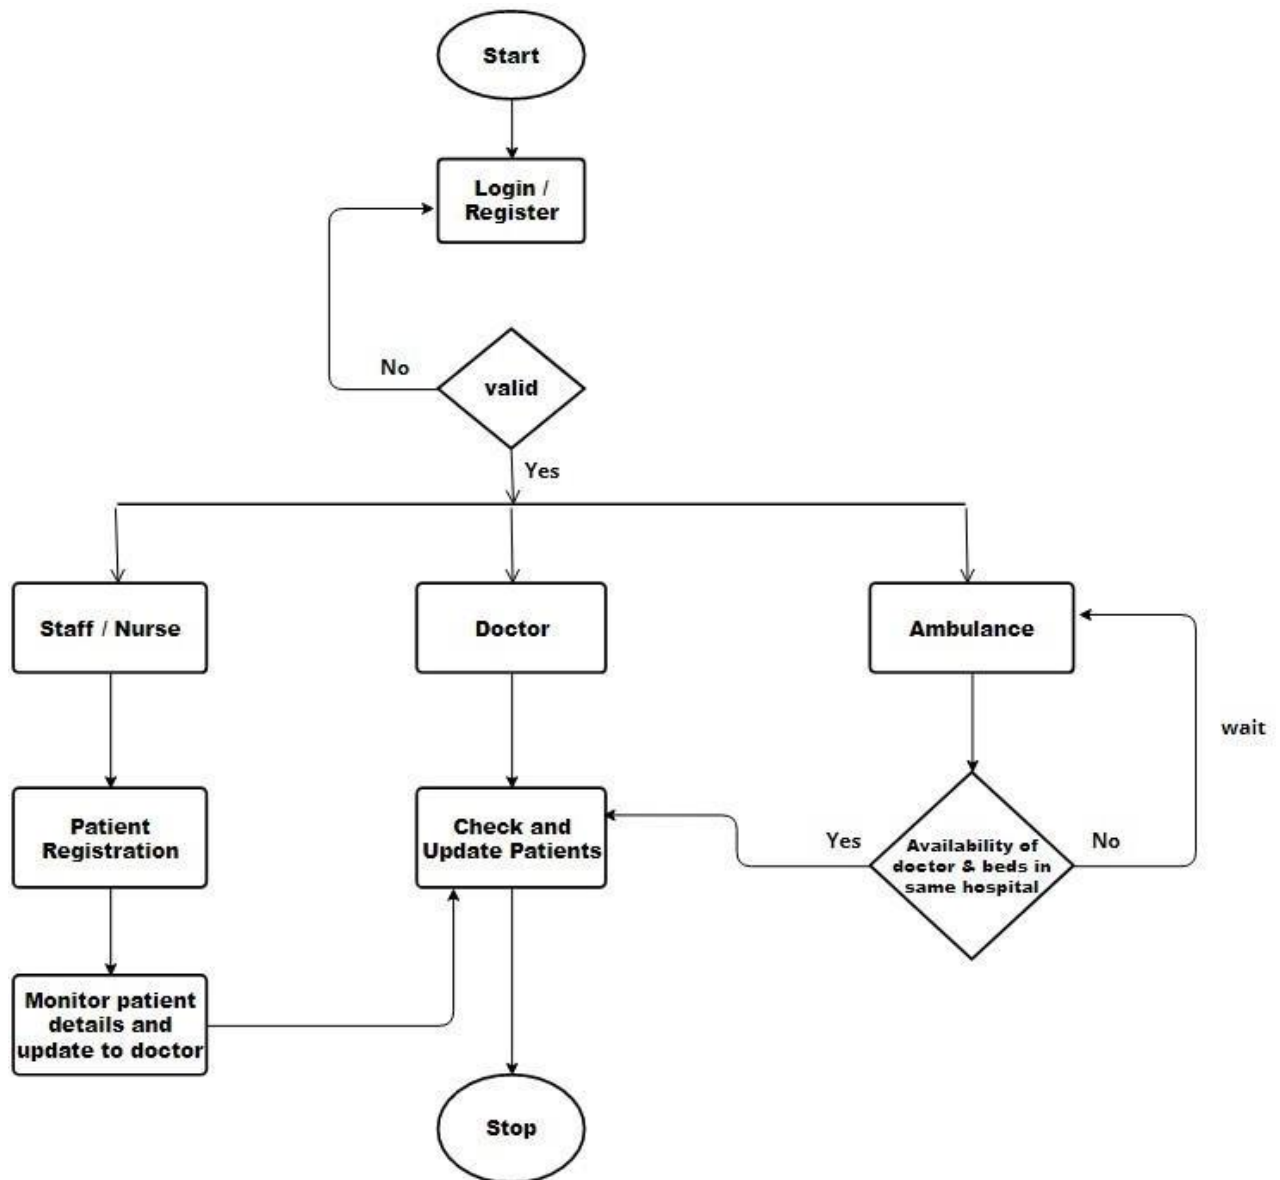 Start
Login /
Register
No
valid
Yes
Staff / Nurse
Doctor
Ambulance
wait
Patient
Registration
Check and
Update Patients
Yes
Availability of
doctor & beds in
same hospital
No
Monitor patient
details and
update to doctor
Stop